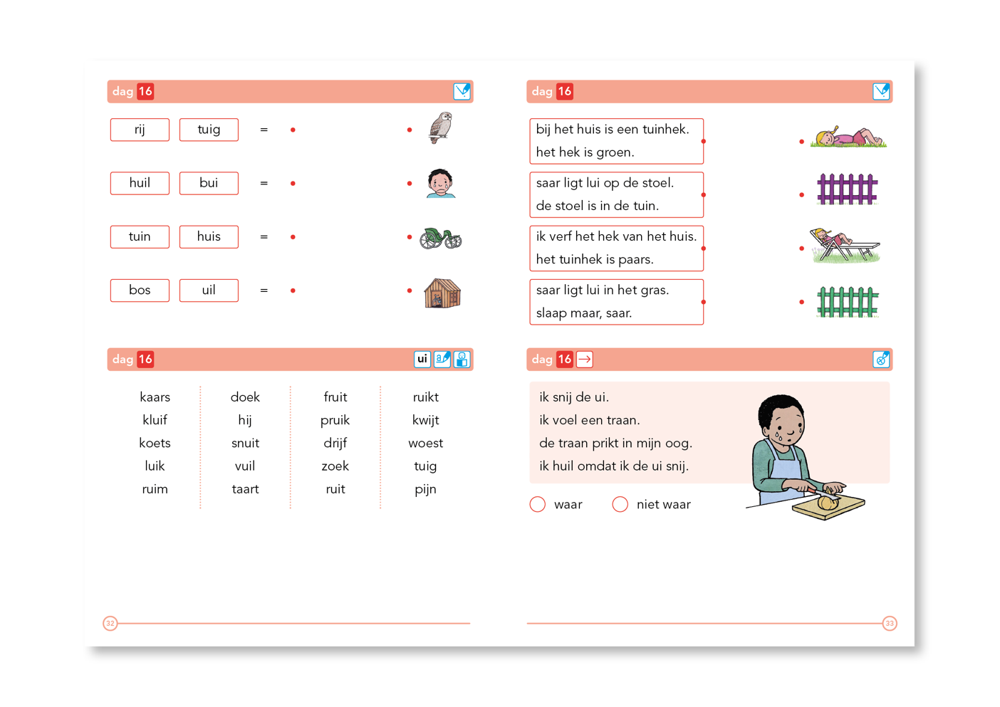 dag 16
rij tuig =
huil bui =
tuin huis =
bos uil =
dag 16 ui a
kaars doek fruit ruikt
kluif hij pruik kwijt
koets snuit drijf woest
luik vuil zoek tuig
ruim taart ruit pijn
32
dag 16
bij het huis is een tuinhek.
het hek is groen.
saar ligt lui op de stoel.
de stoel is in de tuin.
ik verf het hek van het huis.
het tuinhek is paars.
saar ligt lui in het gras.
slaap maar, saar.
dag 16 →
ik snij de ui.
ik voel een traan.
de traan prikt in mijn oog.
ik huil omdat ik de ui snij.
waar niet waar
33